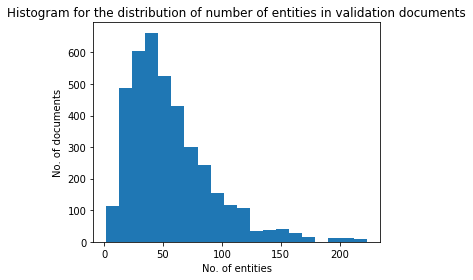 Histogram for the distribution of number of entities in validation documents
No. of documents
600
500
400
300
200
100
0
0 50 100 150 200
No. of entities